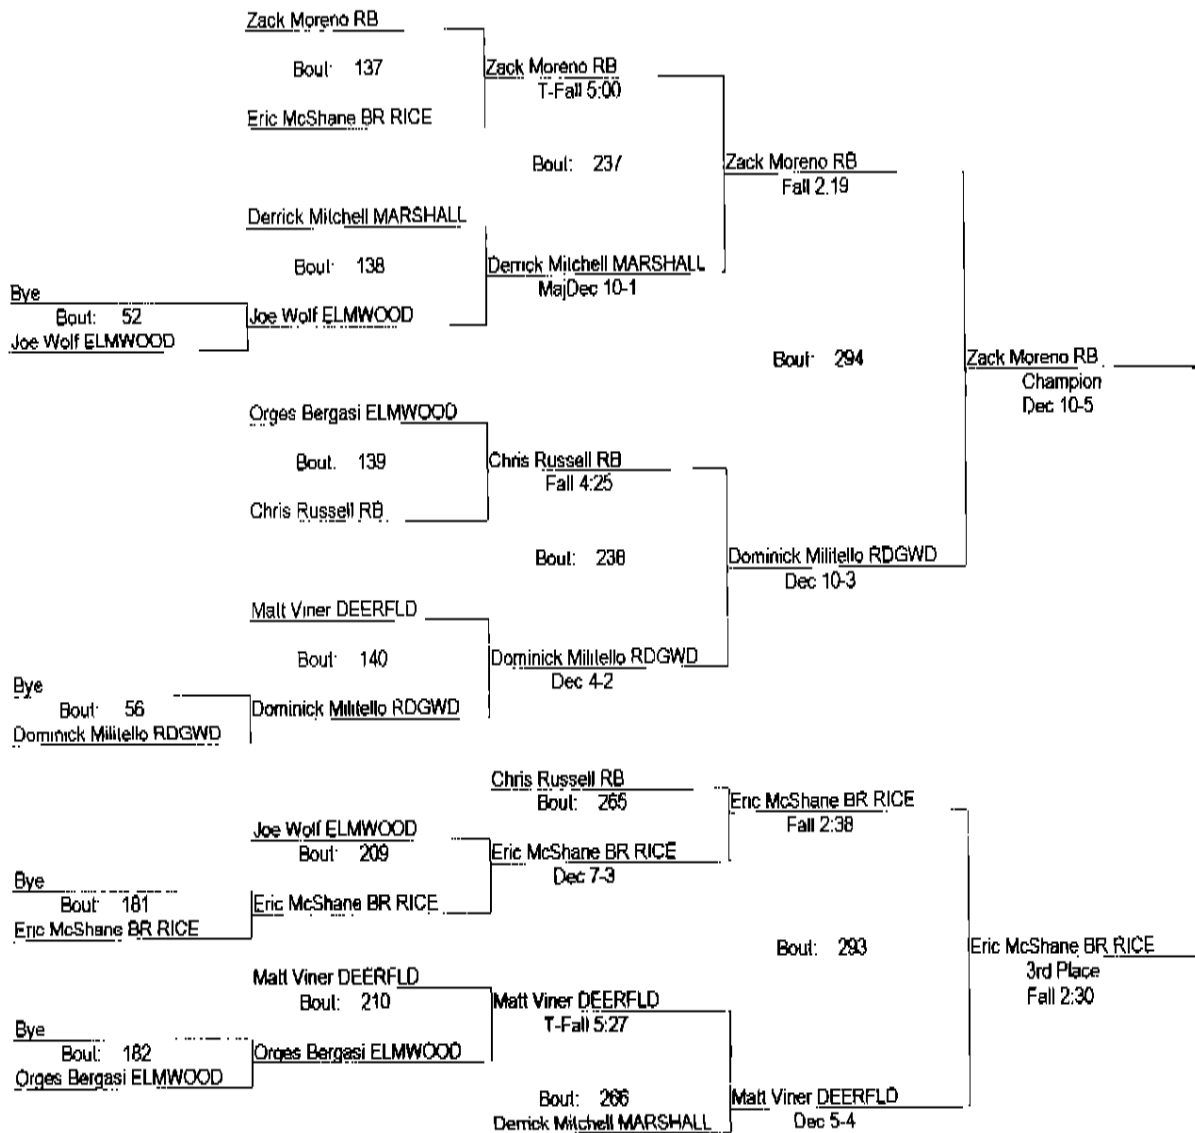 Zack Moreno RB
Bout: 137
Zack Moreno RB
T-Fall 5:00
Eric McShane BR RICE
Bout: 237
Zack Moreno RB
Fall 2.19
Derrick Mitchell MARSHALL
Bout: 138
Derrick Mitchell MARSHALL
MajDec 10-1
Bye
Bout: 52
Joe Wolf ELMWOOD
Joe Wolf ELMWOOD
Bout: 294
Zack Moreno RB
Champion
Dec 10-5
Orges Bergasi ELMWOOD
Bout. 139
Chris Russell RB
Fall 4:25
Chris Russell RB
Bout: 238
Dominick Militello RDGWD
Dec 10-3
Matt Viner DEERFLD
Bout: 140
Dominick Militello RDGWD
Dec 4-2
Bye
Bout: 56
Dominick Militello RDGWD
Dominick Militello RDGWD
Chris Russell RB
Bout: 265
Eric McShane BR RICE
Fall 2:38
Joe Wolf ELMWOOD
Bout: 209
Eric McShane BR RICE
Dec 7-3
Bye
Bout: 181
Eric McShane BR RICE
Eric McShane BR RICE
Bout: 293
Eric McShane BR RICE
3rd Place
Fall 2:30
Matt Viner DEERFLD
Bout: 210
Matt Viner DEERFLD
T-Fall 5:27
Bye
Bout: 182
Orges Bergasi ELMWOOD
Orges Bergasi ELMWOOD
Bout: 266
Derrick Mitchell MARSHALL
Matt Viner DEERFLD
Dec 5-4